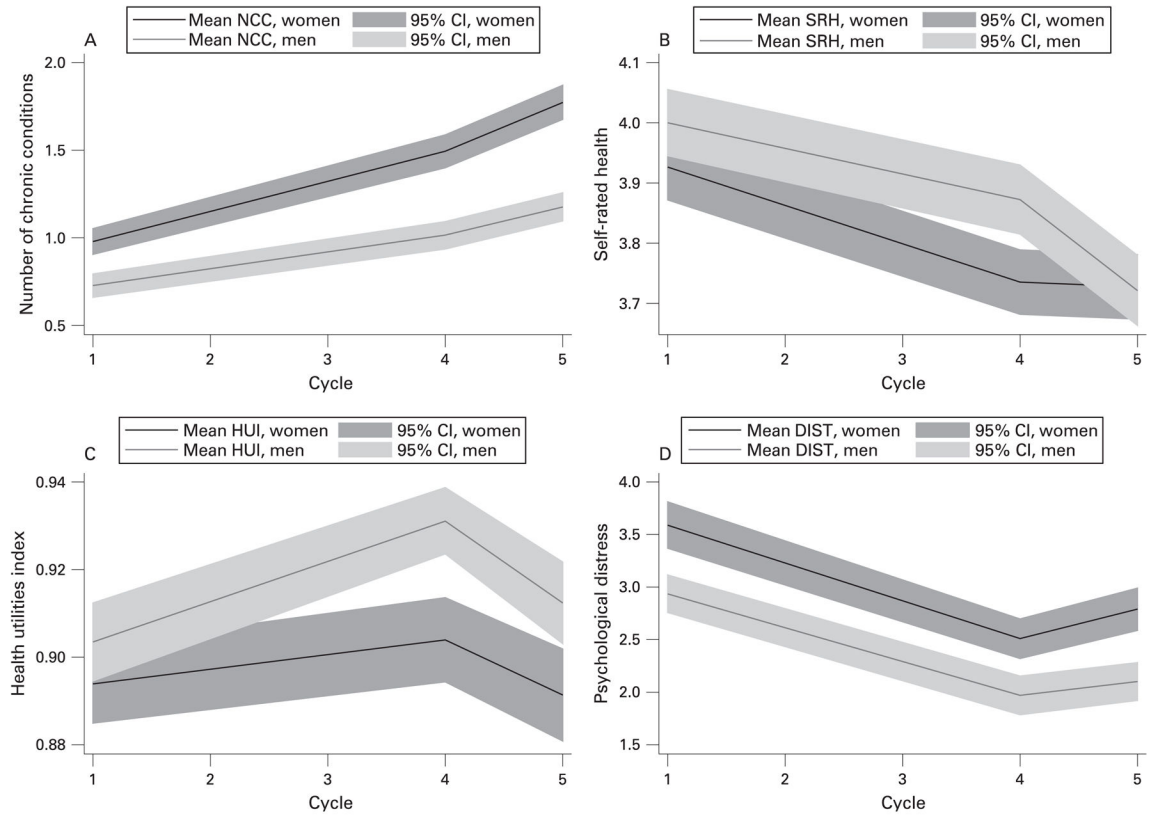 Mean NCC, women 95% CI, women
Mean NCC, men 95% CI, men
A
2.0
1.5
1.0
0.5
Number of chronic conditions
1 2 3 4 5
Cycle
Mean SRH, women 95% CI, women
Mean SRH, men 95% CI, men
B
4.1
4.0
3.9
3.8
3.7
Self-rated health
1 2 3 4 5
Cycle
Mean HUI, women 95% CI, women
Mean HUI, men 95% CI, men
C
0.94
0.92
0.90
0.88
Health utilities index
1 2 3 4 5
Cycle
Mean DIST, women 95% CI, women
Mean DIST, men 95% CI, men
D
4.0
3.5
3.0
2.5
2.0
1.5
Psychological distress
1 2 3 4 5
Cycle